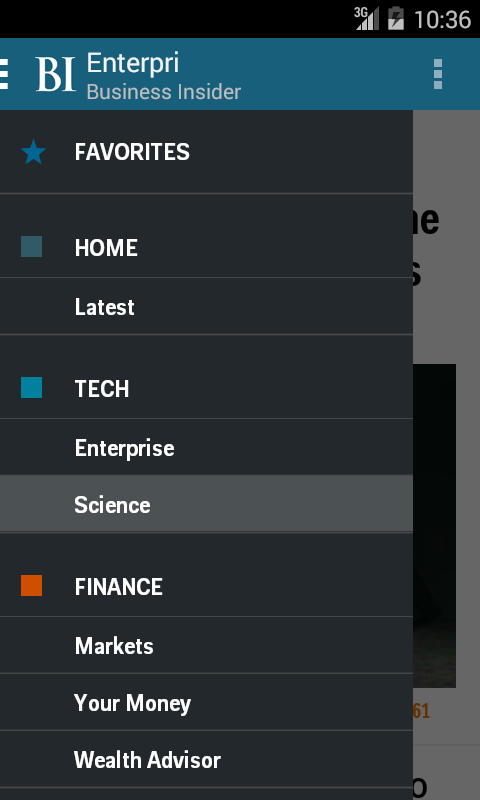 3G
10:36
BI
Enterpri
Business Insider
FAVORITES
HOME
Latest
TECH
Enterprise
Science
FINANCE
Markets
Your Money
Wealth Advisor
ne
s
61
o